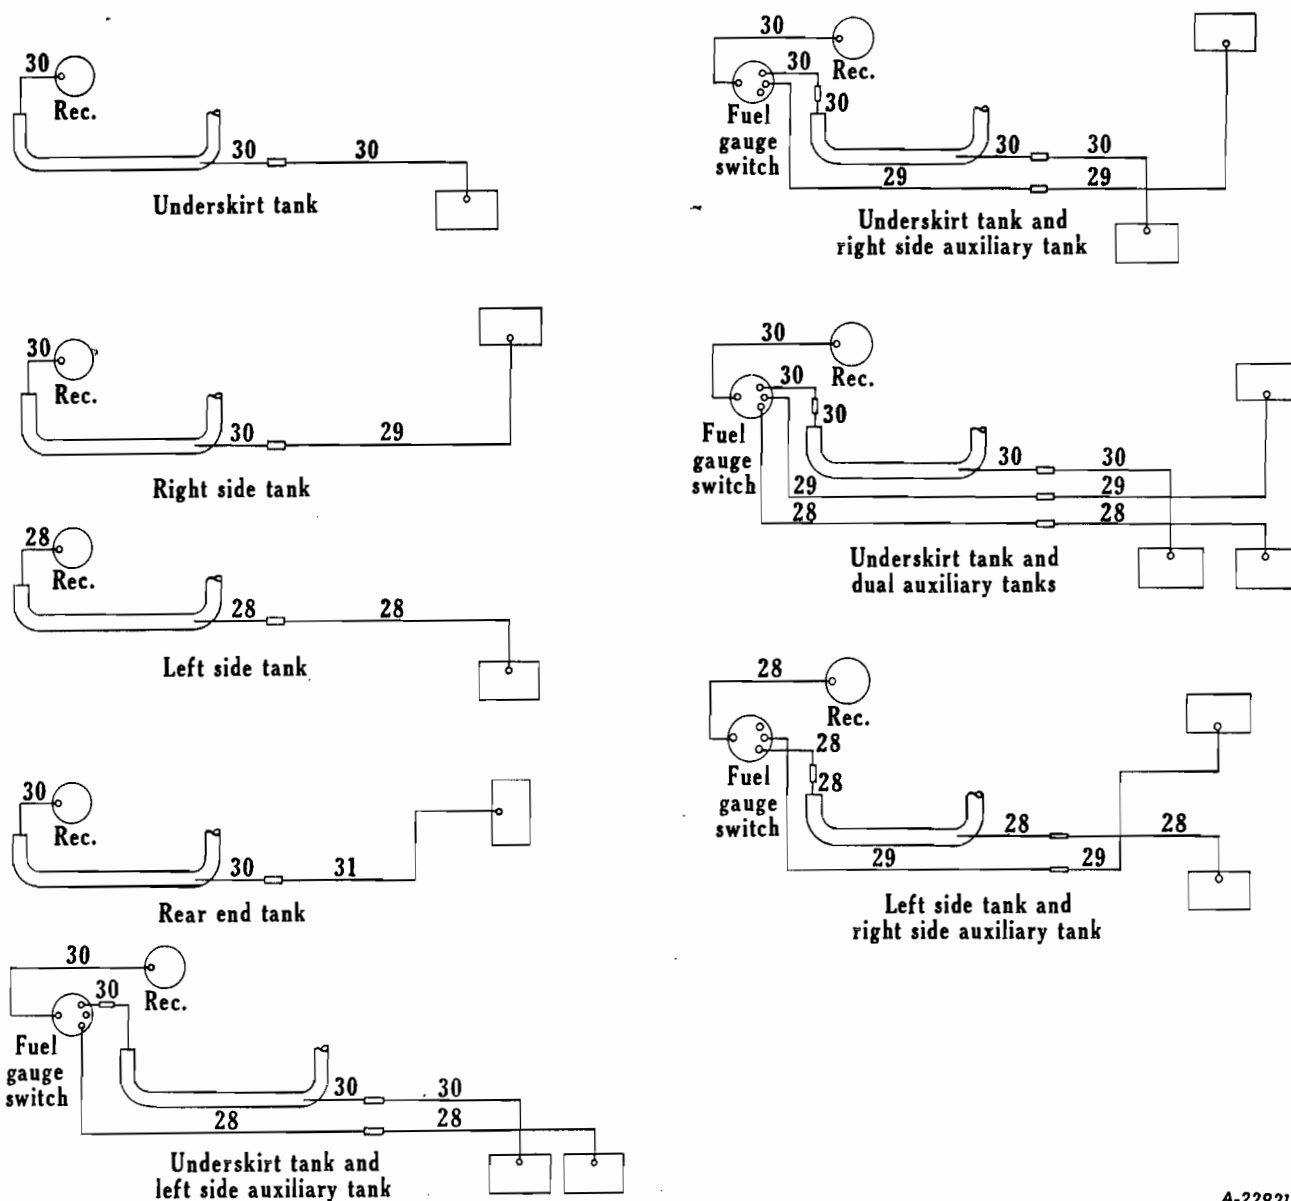 30
Rec.
30 30
Underskirt tank
30
Rec.
30 29
Right side tank
28
Rec.
28 28
Left side tank
30
Rec.
30 31
Rear end tank
30
30
Rec.
Fuel
gauge
switch
30 30
28 28
Underskirt tank and
left side auxiliary tank
30
30
Rec.
30
Fuel
gauge
switch
30 30
29 29
Underskirt tank and
right side auxiliary tank
30
30
Rec.
30
Fuel
gauge
switch
30 30
29 29
28 28
Underskirt tank and
dual auxiliary tanks
28
Rec.
28
28
Fuel
gauge
switch
28 28
29 29
Left side tank and
right side auxiliary tank
A-22821